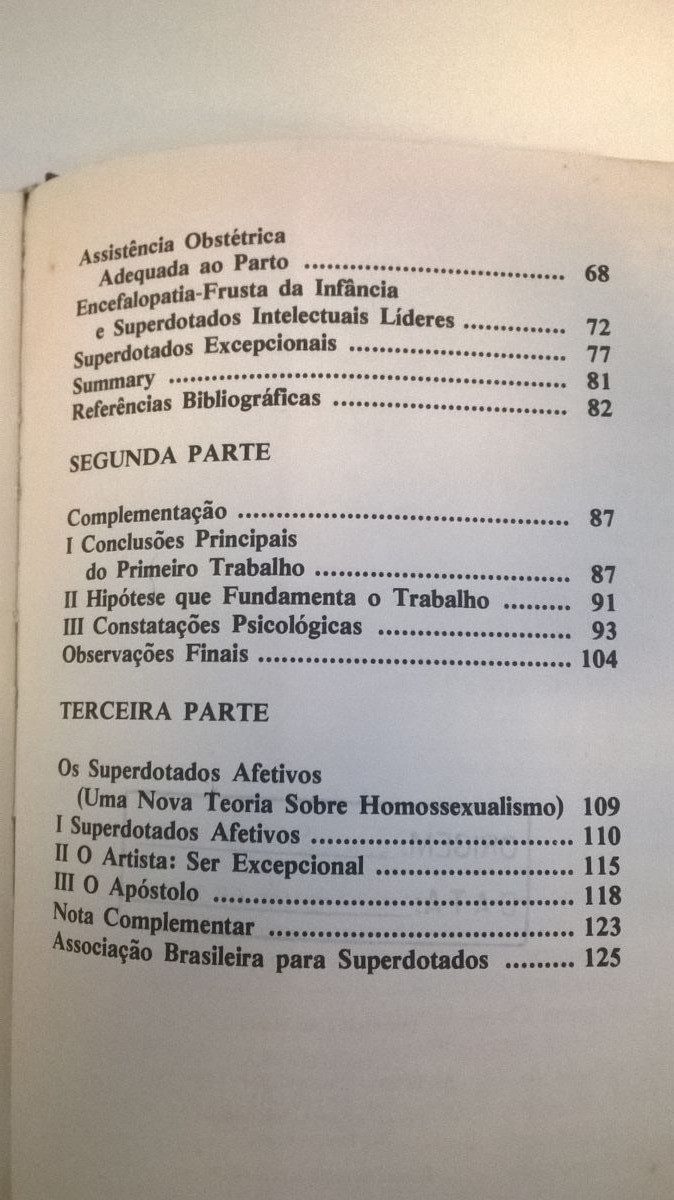 Assistência Obstétrica
Adequada ao Parto ........................................ 68
Encefalopatia-Frusta da Infância
e Superdotados Intelectuais Líderes ................ 72
Superdotados Excepcionais .................................. 77
Summary .............................................................. 81
Referências Bibliográficas .................................... 82
SEGUNDA PARTE
Complementação .................................................. 87
I Conclusões Principais
do Primeiro Trabalho ....................................... 87
II Hipótese que Fundamenta o Trabalho .......... 91
III Constatações Psicológicas ............................. 93
Observações Finais ................................................ 104
TERCEIRA PARTE
Os Superdotados Afetivos
(Uma Nova Teoria Sobre Homossexualismo) 109
I Superdotados Afetivos ........................................ 110
II O Artista: Ser Excepcional .............................. 115
III O Apóstolo ....................................................... 118
Nota Complementar ............................................... 123
Associação Brasileira para Superdotados ......... 125